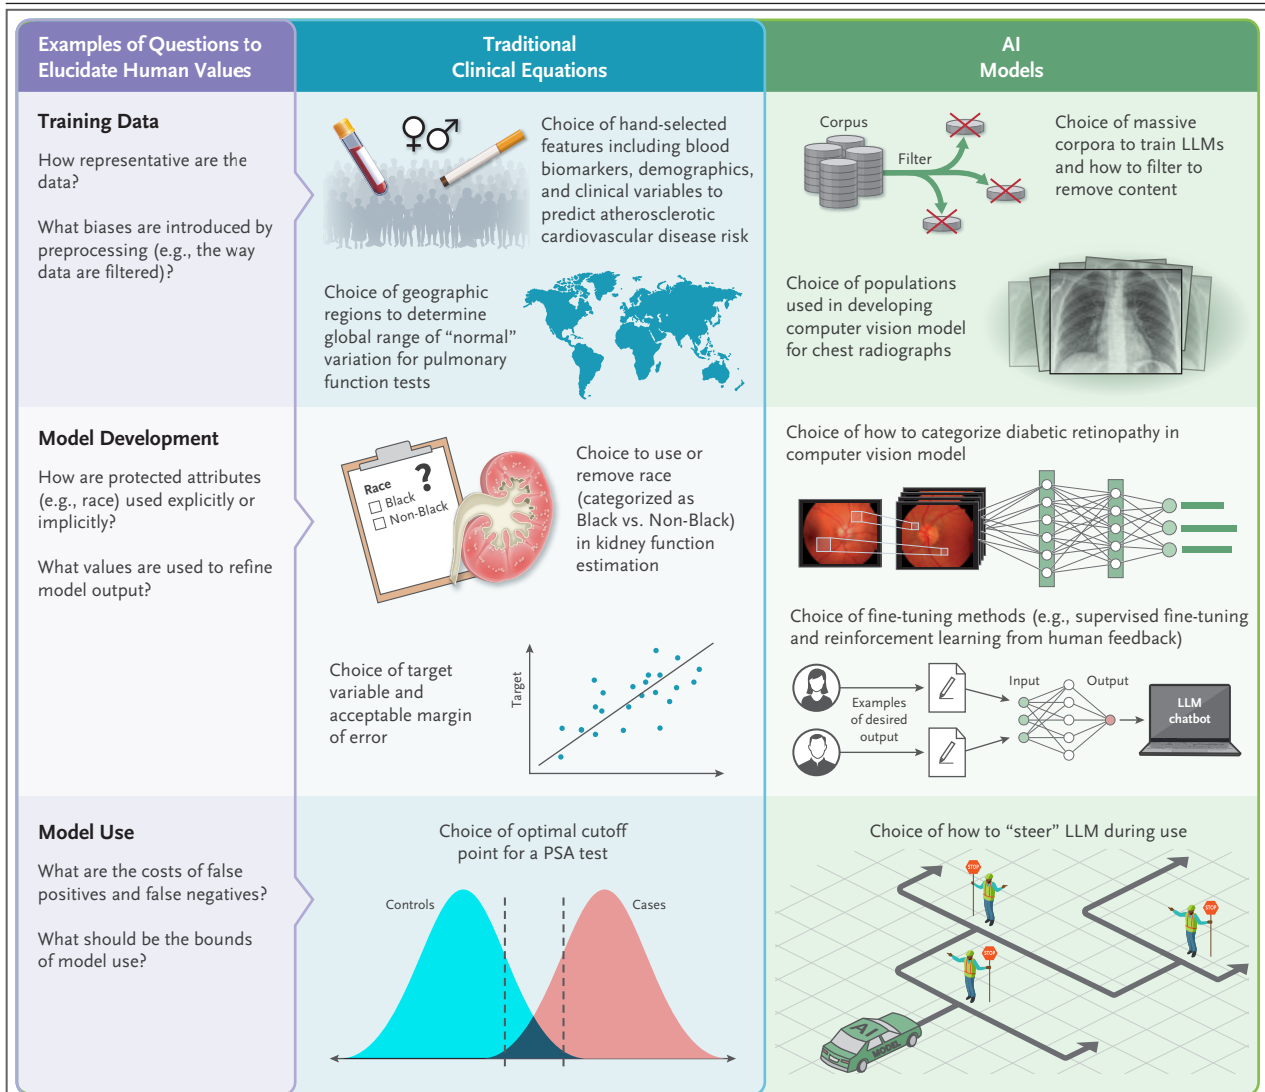 Examples of Questions to
Elucidate Human Values
Traditional
Clinical Equations
AI
Models
Training Data
How representative are the
data?
What biases are introduced by
preprocessing (e.g., the way
data are filtered)?
Choice of hand-selected
features including blood
biomarkers, demographics,
and clinical variables to
predict atherosclerotic
cardiovascular disease risk
Choice of geographic
regions to determine
global range of “normal”
variation for pulmonary
function tests
Corpus
Filter
Choice of massive
corpora to train LLMs
and how to filter to
remove content
Choice of populations
used in developing
computer vision model
for chest radiographs
Model Development
How are protected attributes
(e.g., race) used explicitly or
implicitly?
What values are used to refine
model output?
Race
?
Black
Non-Black
Choice to use or
remove race
(categorized as
Black vs. Non-Black)
in kidney function
estimation
Choice of target
variable and
acceptable margin
of error
Target
Choice of how to categorize diabetic retinopathy in
computer vision model
Choice of fine-tuning methods (e.g., supervised fine-tuning
and reinforcement learning from human feedback)
Examples
of desired
output
Input
Output
LLM
chatbot
Model Use
What are the costs of false
positives and false negatives?
What should be the bounds
of model use?
Choice of optimal cutoff
point for a PSA test
Controls
Cases
Choice of how to “steer” LLM during use
STOP
STOP
STOP
AI
MODEL